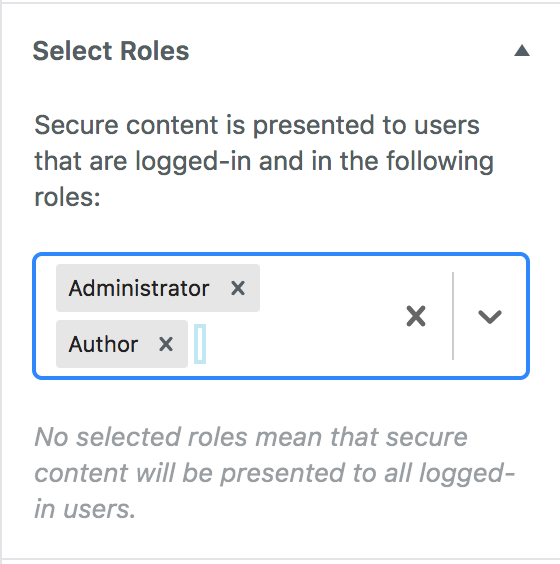 Select Roles
Secure content is presented to users
that are logged-in and in the following
roles:
Administrator
Author
No selected roles mean that secure
content will be presented to all logged-
in users.